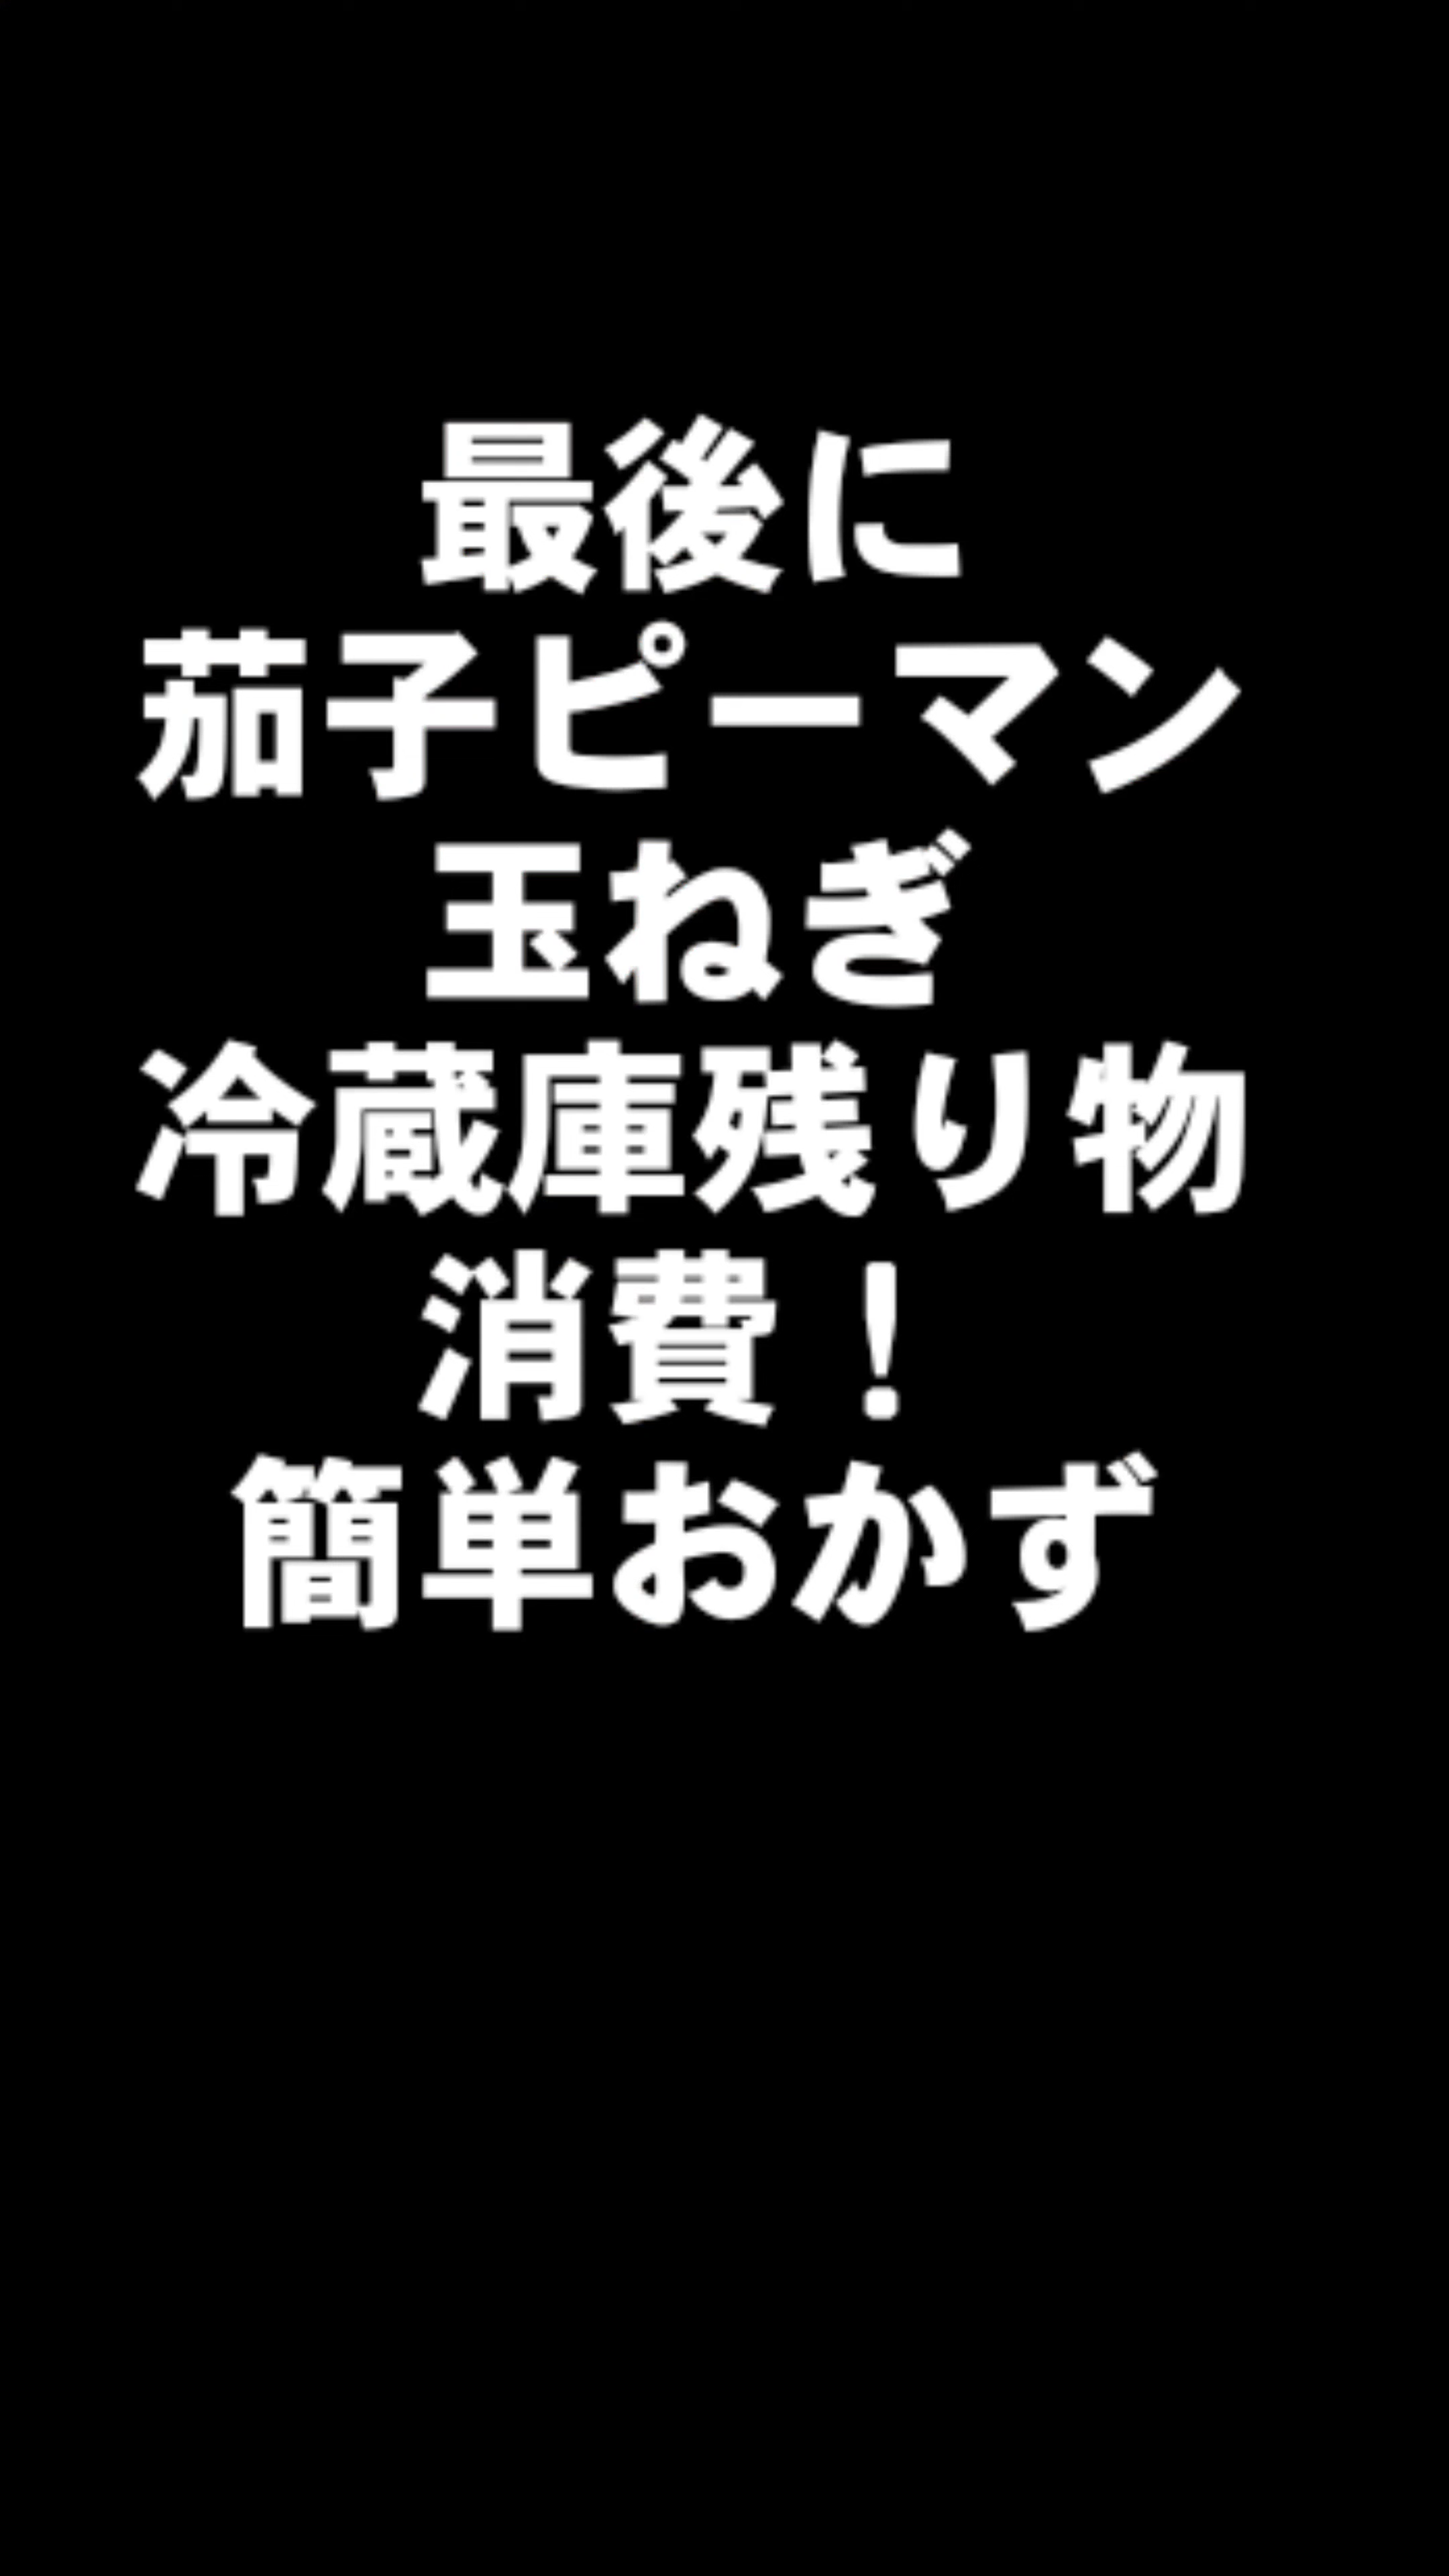 最後に
茄子ピーマン
玉ねぎ
冷蔵庫残り物
消費！
簡単おかず